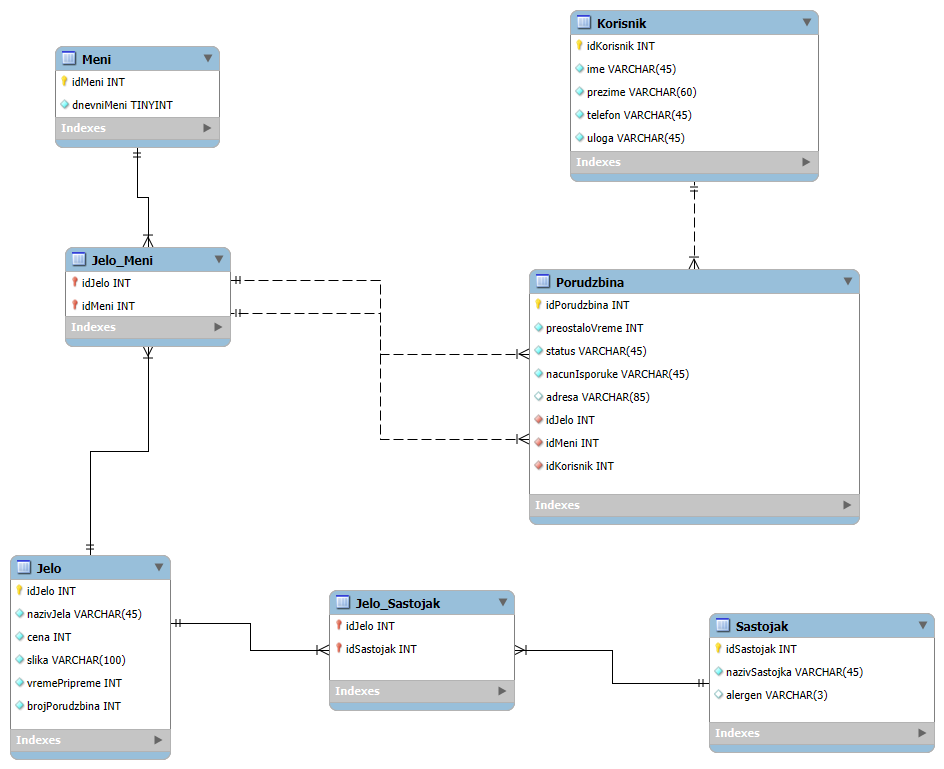 Meni
idMeni INT
dnevniMeni TINYINT
Indexes
Korisnik
idKorisnik INT
ime VARCHAR(45)
prezime VARCHAR(60)
telefon VARCHAR(45)
uloga VARCHAR(45)
Indexes
Jelo_Meni
idJelo INT
idMeni INT
Indexes
Porudzbina
idPorudzbina INT
preostaloVreme INT
status VARCHAR(45)
nacunIsporuke VARCHAR(45)
adresa VARCHAR(85)
idJelo INT
idMeni INT
idKorisnik INT
Indexes
Jelo
idJelo INT
nazivJela VARCHAR(45)
cena INT
slika VARCHAR(100)
vremePripreme INT
brojPorudzbina INT
Indexes
Jelo_Sastojak
idJelo INT
idSastojak INT
Indexes
Sastojak
idSastojak INT
nazivSastojka VARCHAR(45)
alergen VARCHAR(3)
Indexes